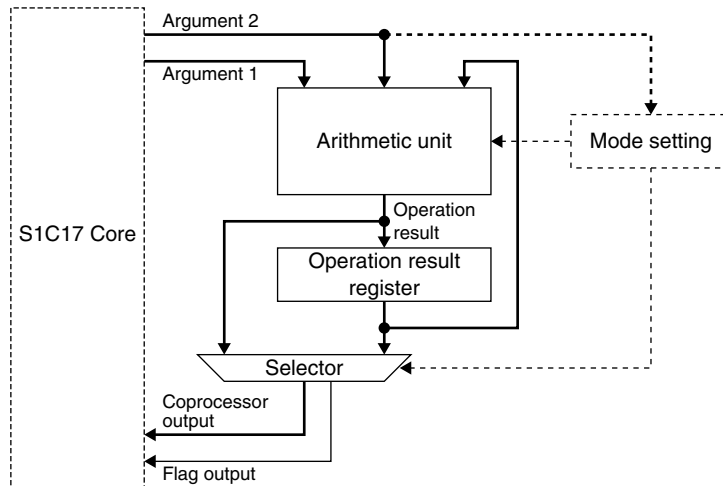 Argument 2
Argument 1
Arithmetic unit
Mode setting
S1C17 Core
Operation
result
Operation result
register
Selector
Coprocessor
output
Flag output